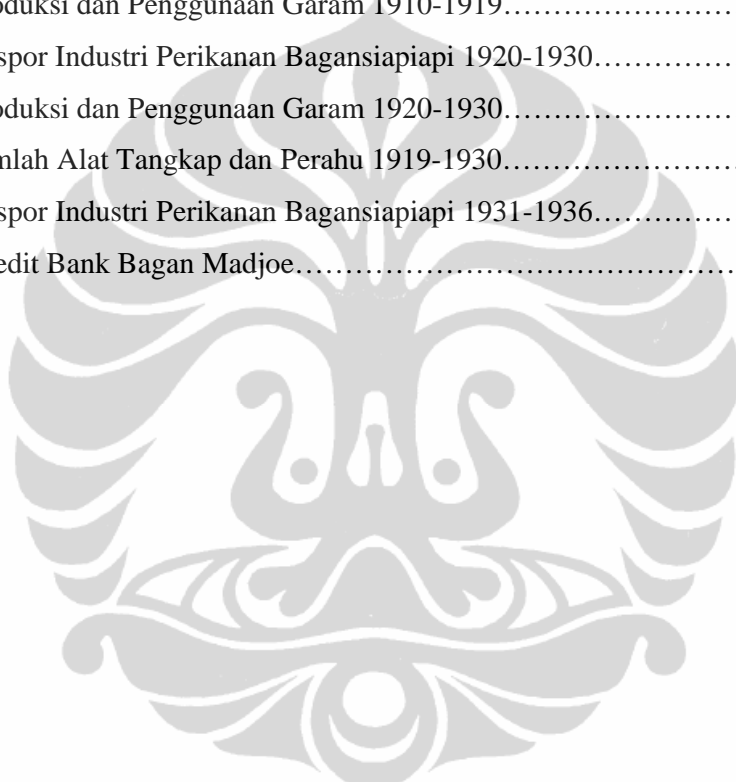 oduksi dan Penggunaan Garam 1910-1919……………………
spor Industri Perikanan Bagansiapiapi 1920-1930……………
oduksi dan Penggunaan Garam 1920-1930……………………
mlah Alat Tangkap dan Perahu 1919-1930……………………..
spor Industri Perikanan Bagansiapiapi 1931-1936……………
edit Bank Bagan Madjoe…………………………………………..